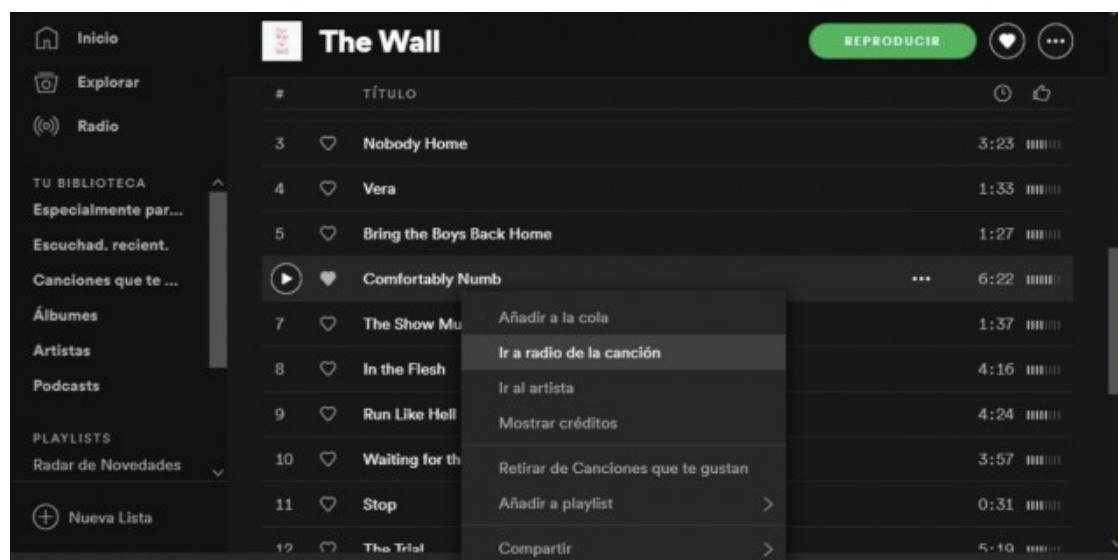 Inicio
Explorar
Radio
TU BIBLIOTECA
Especialmente par...
Escuchad. recient.
Canciones que te ...
Álbumes
Artistas
Podcasts
PLAYLISTS
Radar de Novedades
Nueva Lista
The Wall
REPRODUCIR
# TÍTULO
3 Nobody Home 3:23
4 Vera 1:33
5 Bring the Boys Back Home 1:27
Comfortably Numb ••• 6:22
7 The Show Mu 1:37
8 In the Flesh 4:16
9 Run Like Hell 4:24
10 Waiting for th 3:57
11 Stop 0:31
12 The Trial 5:19
Añadir a la cola
Ir a radio de la canción
Ir al artista
Mostrar créditos
Retirar de Canciones que te gustan
Añadir a playlist
Compartir